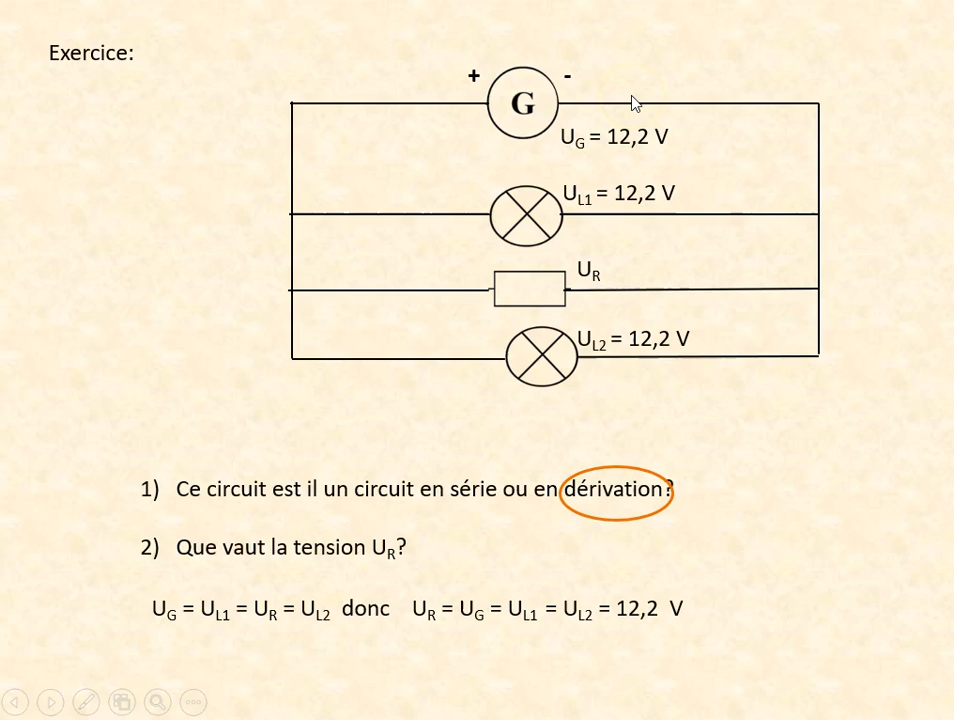 Exercice:
+ -
G
UG = 12,2 V
UL1 = 12,2 V
UR
UL2 = 12,2 V
1) Ce circuit est il un circuit en série ou en dérivation?
2) Que vaut la tension UR?
UG = UL1 = UR = UL2 donc UR = UG = UL1 = UL2 = 12,2 V